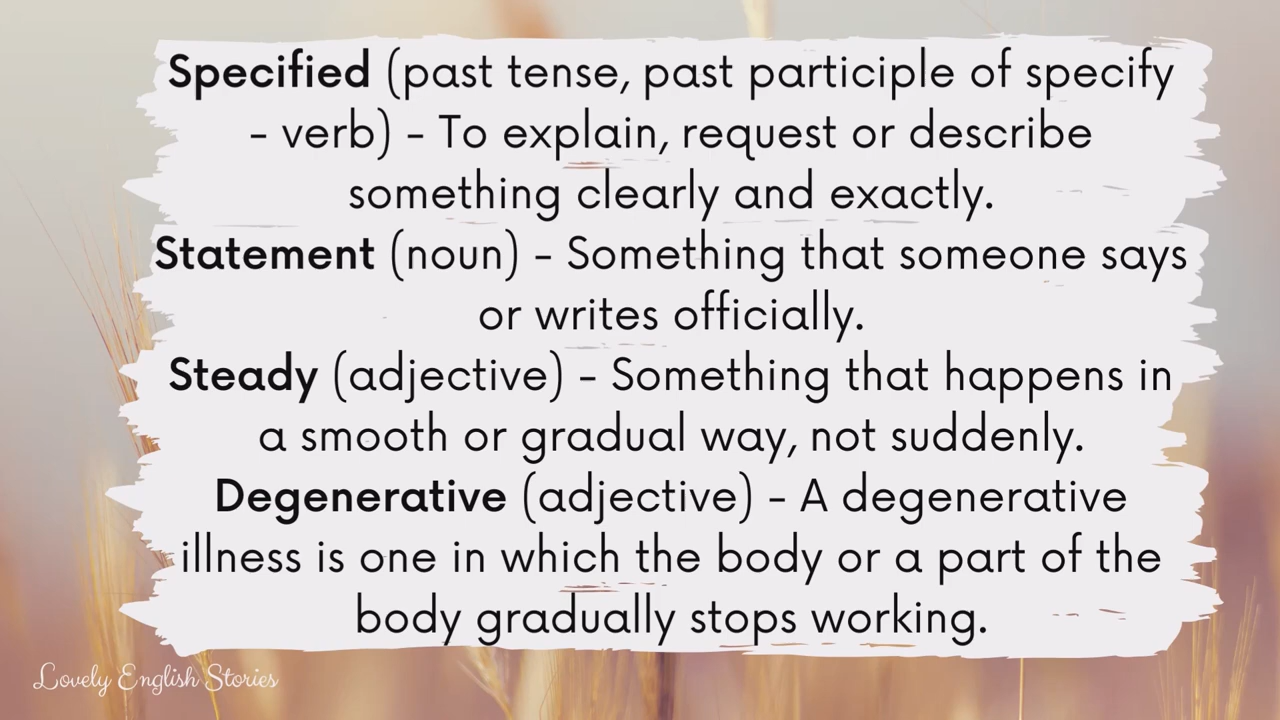 Specified (past tense, past participle of specify
- verb) - To explain, request or describe
something clearly and exactly.
Statement (noun) - Something that someone says
or writes officially.
Steady (adjective) - Something that happens in
a smooth or gradual way, not suddenly.
Degenerative (adjective) - A degenerative
illness is one in which the body or a part of the
body gradually stops working.
Lovely English Stories